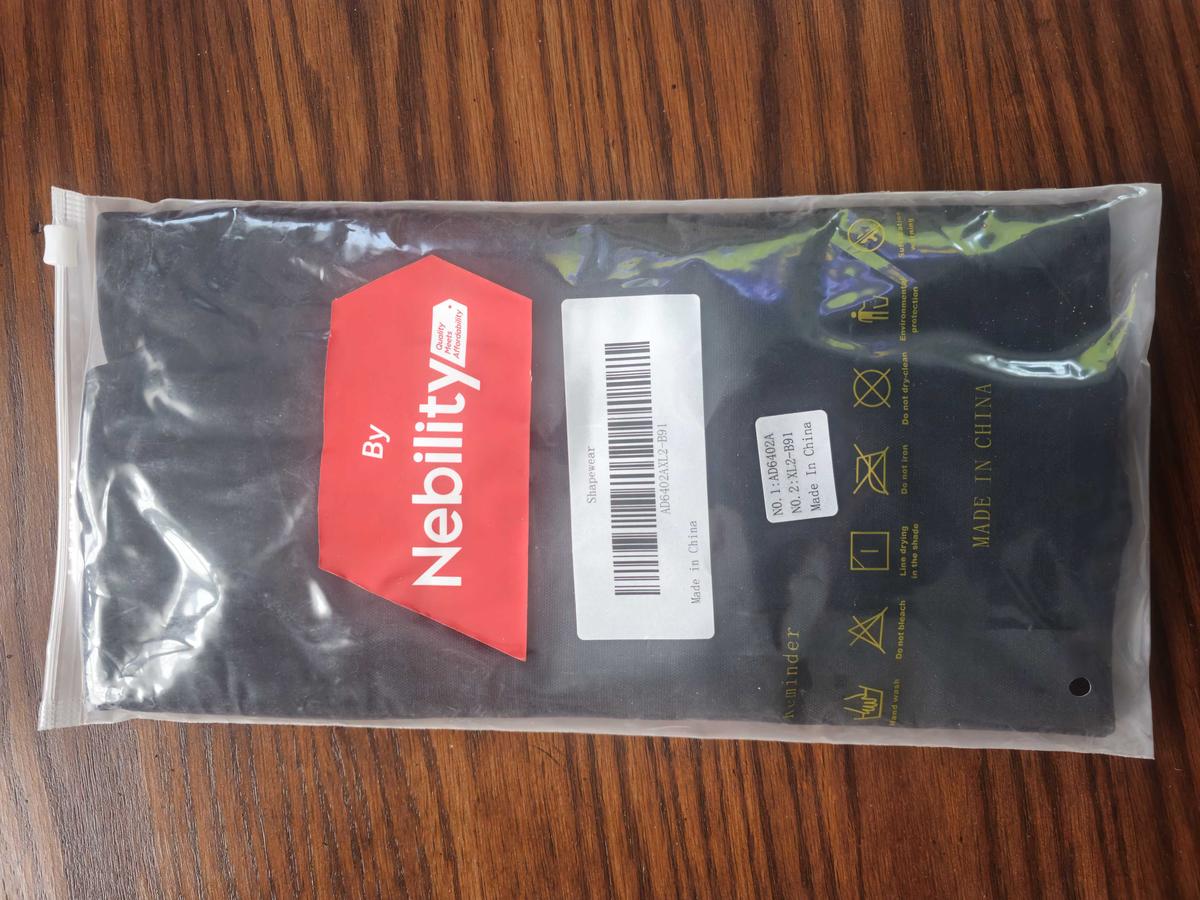 By
Nebility
Quality
Meets
Affordability
Shapewear
AD6402AXL2-B91
Made in China
NO.1:AD6402A
NO.2:XL2-B91
Made In China
Reminder
Hand wash
Do not bleach
Line drying
in the shade
Do not iron
Do not dry-clean
Environmental
protection
Suffocation
warning
MADE IN CHINA